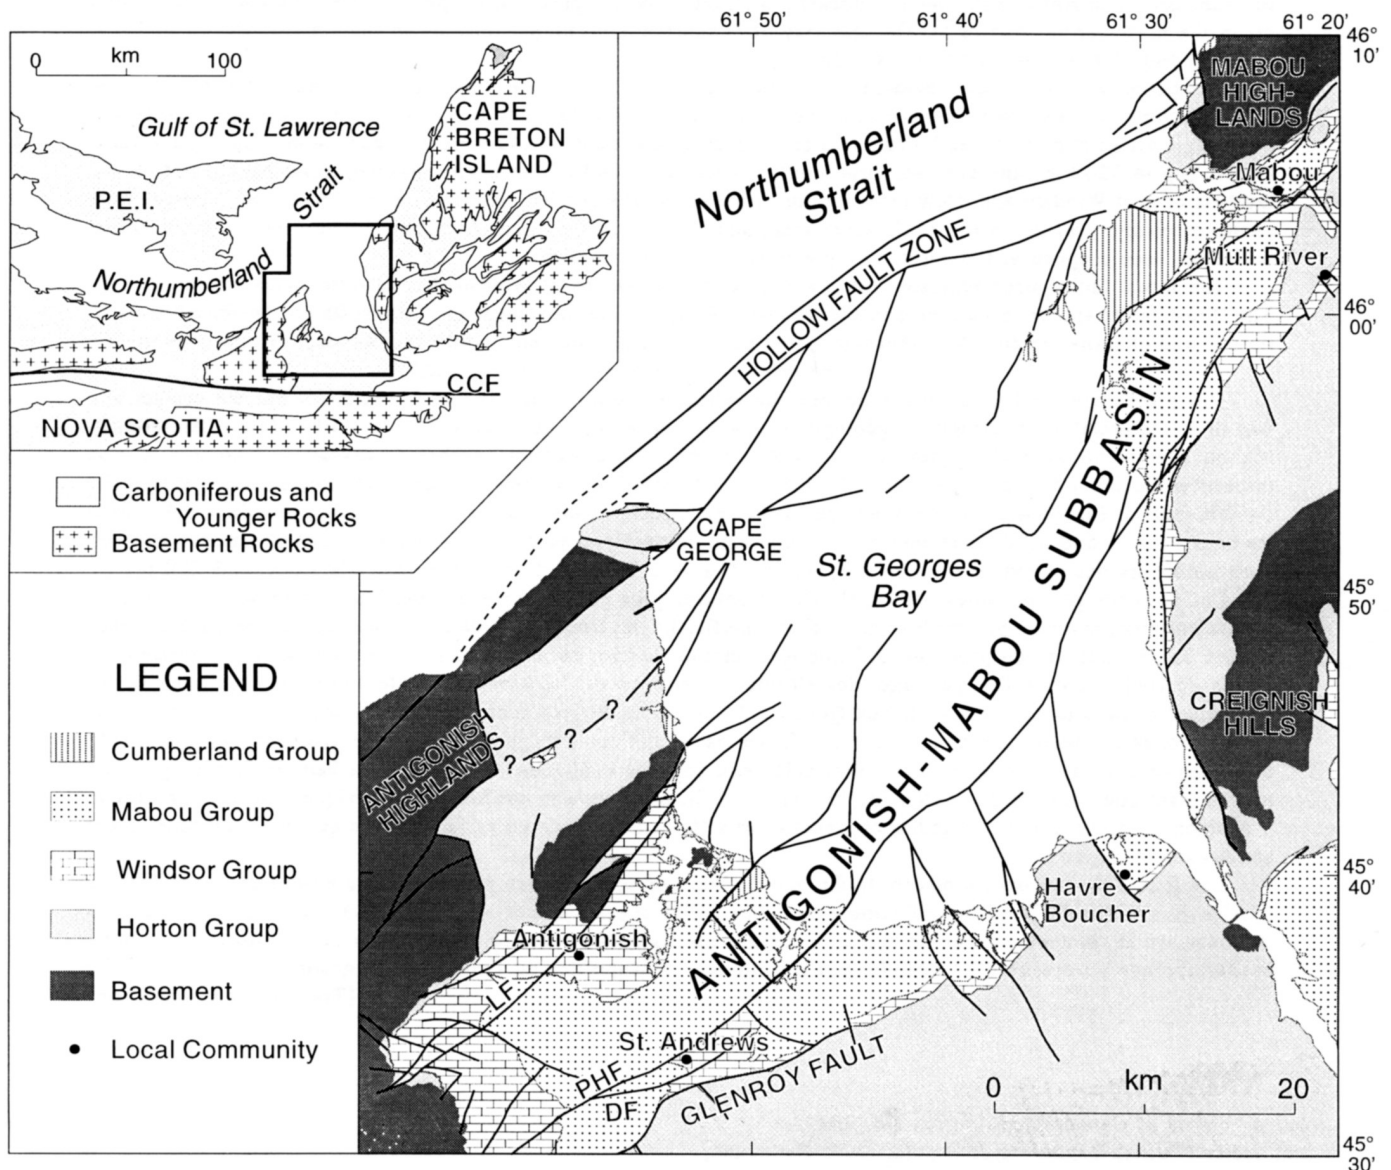 61° 50'
61° 40'
61° 30'
61° 20'
46°
10'
0 km 100
Gulf of St. Lawrence
CAPE
BRETON
ISLAND
P.E.I.
Strait
Northumberland
CCF
NOVA SCOTIA
Carboniferous and
Younger Rocks
Basement Rocks
MABOU
HIGH-
LANDS
Northumberland
Strait
Mabou
HOLLOW FAULT ZONE
Mull River
46°
00'
CAPE
GEORGE
St. Georges
Bay
ANTIGONISH-MABOU SUBBASIN
45°
50'
LEGEND
Cumberland Group
Mabou Group
Windsor Group
Horton Group
Basement
Local Community
ANTIGONISH
HIGHLANDS
?
?
?
CREIGNISH
HILLS
45°
40'
Havre
Boucher
Antigonish
LF
St. Andrews
PHF
DF
GLENROY FAULT
0 km 20
45°
30'